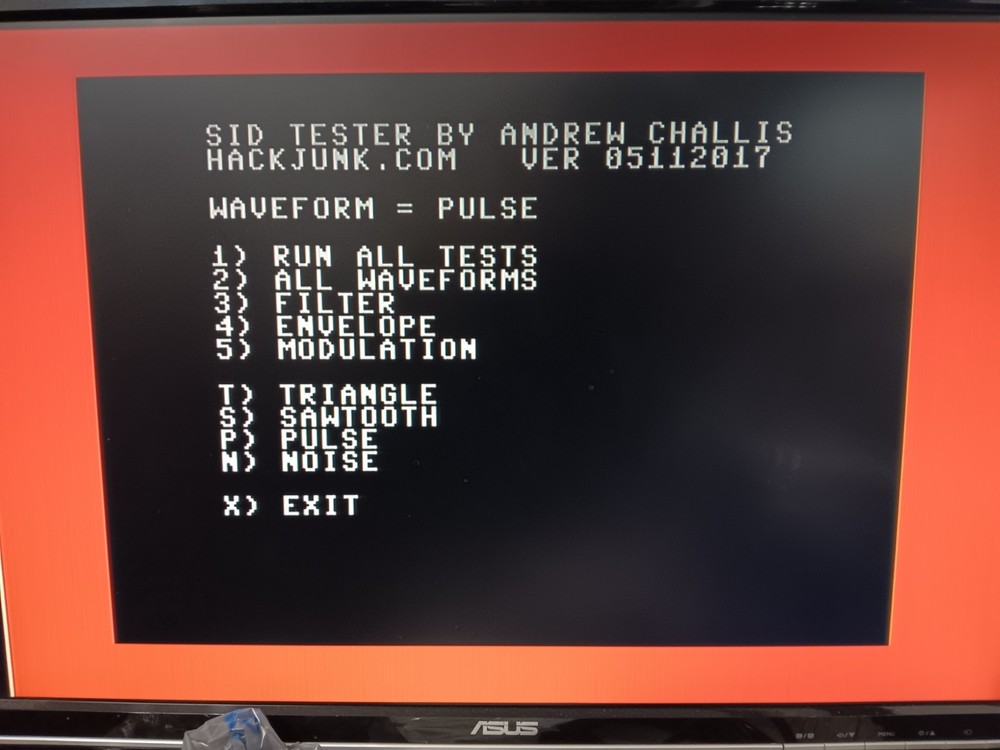 SID TESTER BY ANDREW CHALLIS
HACKJUNK.COM VER 05112017
WAVEFORM = PULSE
1) RUN ALL TESTS
2) ALL WAVEFORMS
3) FILTER
4) ENVELOPE
5) MODULATION
T) TRIANGLE
S) SAWTOOTH
P) PULSE
N) NOISE
X) EXIT
ASUS
MENU